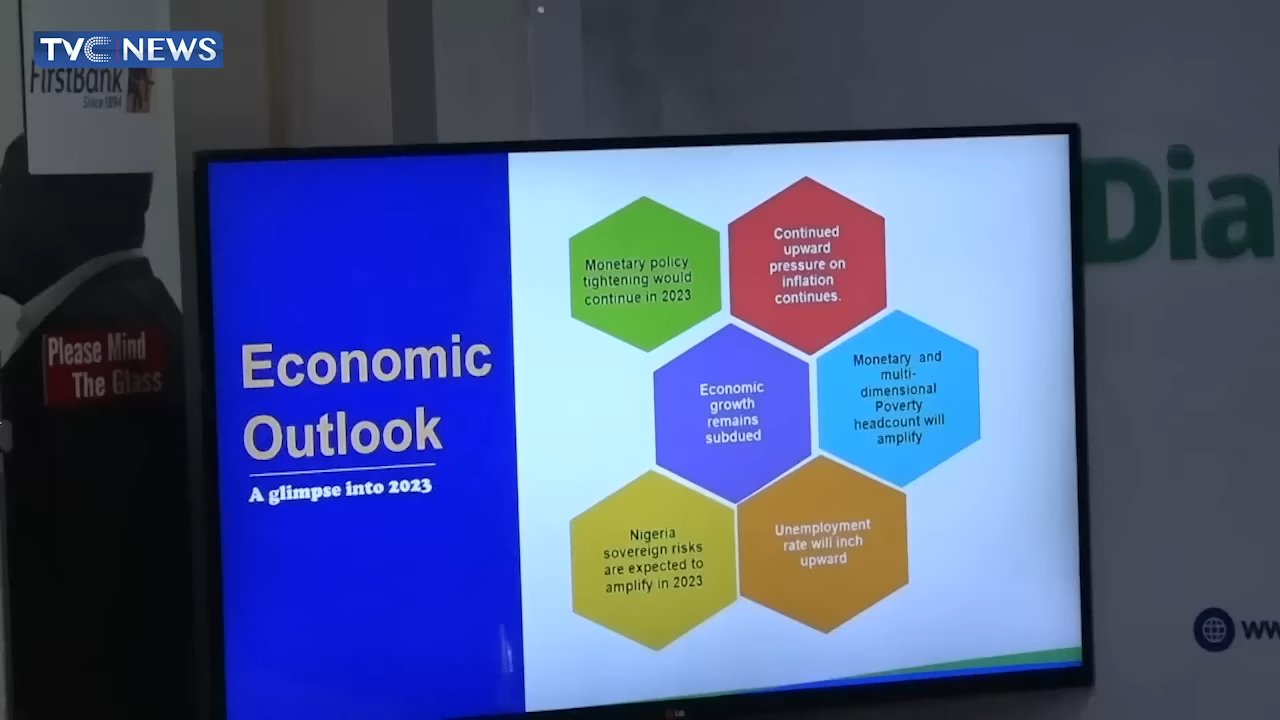 TVC NEWS
FirstBank
Since 1894
Please Mind
The Glass
Economic
Outlook
A glimpse into 2023
Monetary policy
tightening would
continue in 2023
Continued
upward
pressure on
inflation
continues.
Economic
growth
remains
subdued
Monetary and
multi-
dimensional
Poverty
headcount will
amplify
Nigeria
sovereign risks
are expected to
amplify in 2023
Unemployment
rate will inch
upward
LG